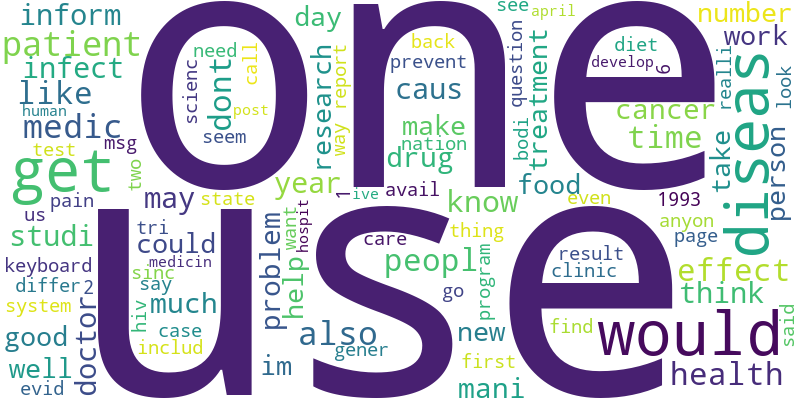 one
use
inform
patient
infect
like
human
medic
test
msg
get
two
pain
us
studi
keyboard
differ
2
system
good
well
evid
doctor
need
scienc
dont
call
post
seem
day
research
way
report
year
may
state
tri
could
medicin
sinc
say
hiv
much
case
includ
problem
want
help
hospit
im
also
gener
1
ive
avail
care
back
prevent
caus
make
nation
drug
know
thing
peopl
program
go
new
first
mani
see
april
question
diet
develop
6
bodi
treatment
food
even
cancer
time
number
work
realli
look
diseas
take
person
1993
anyon
page
result
clinic
effect
think
find
would
said
health